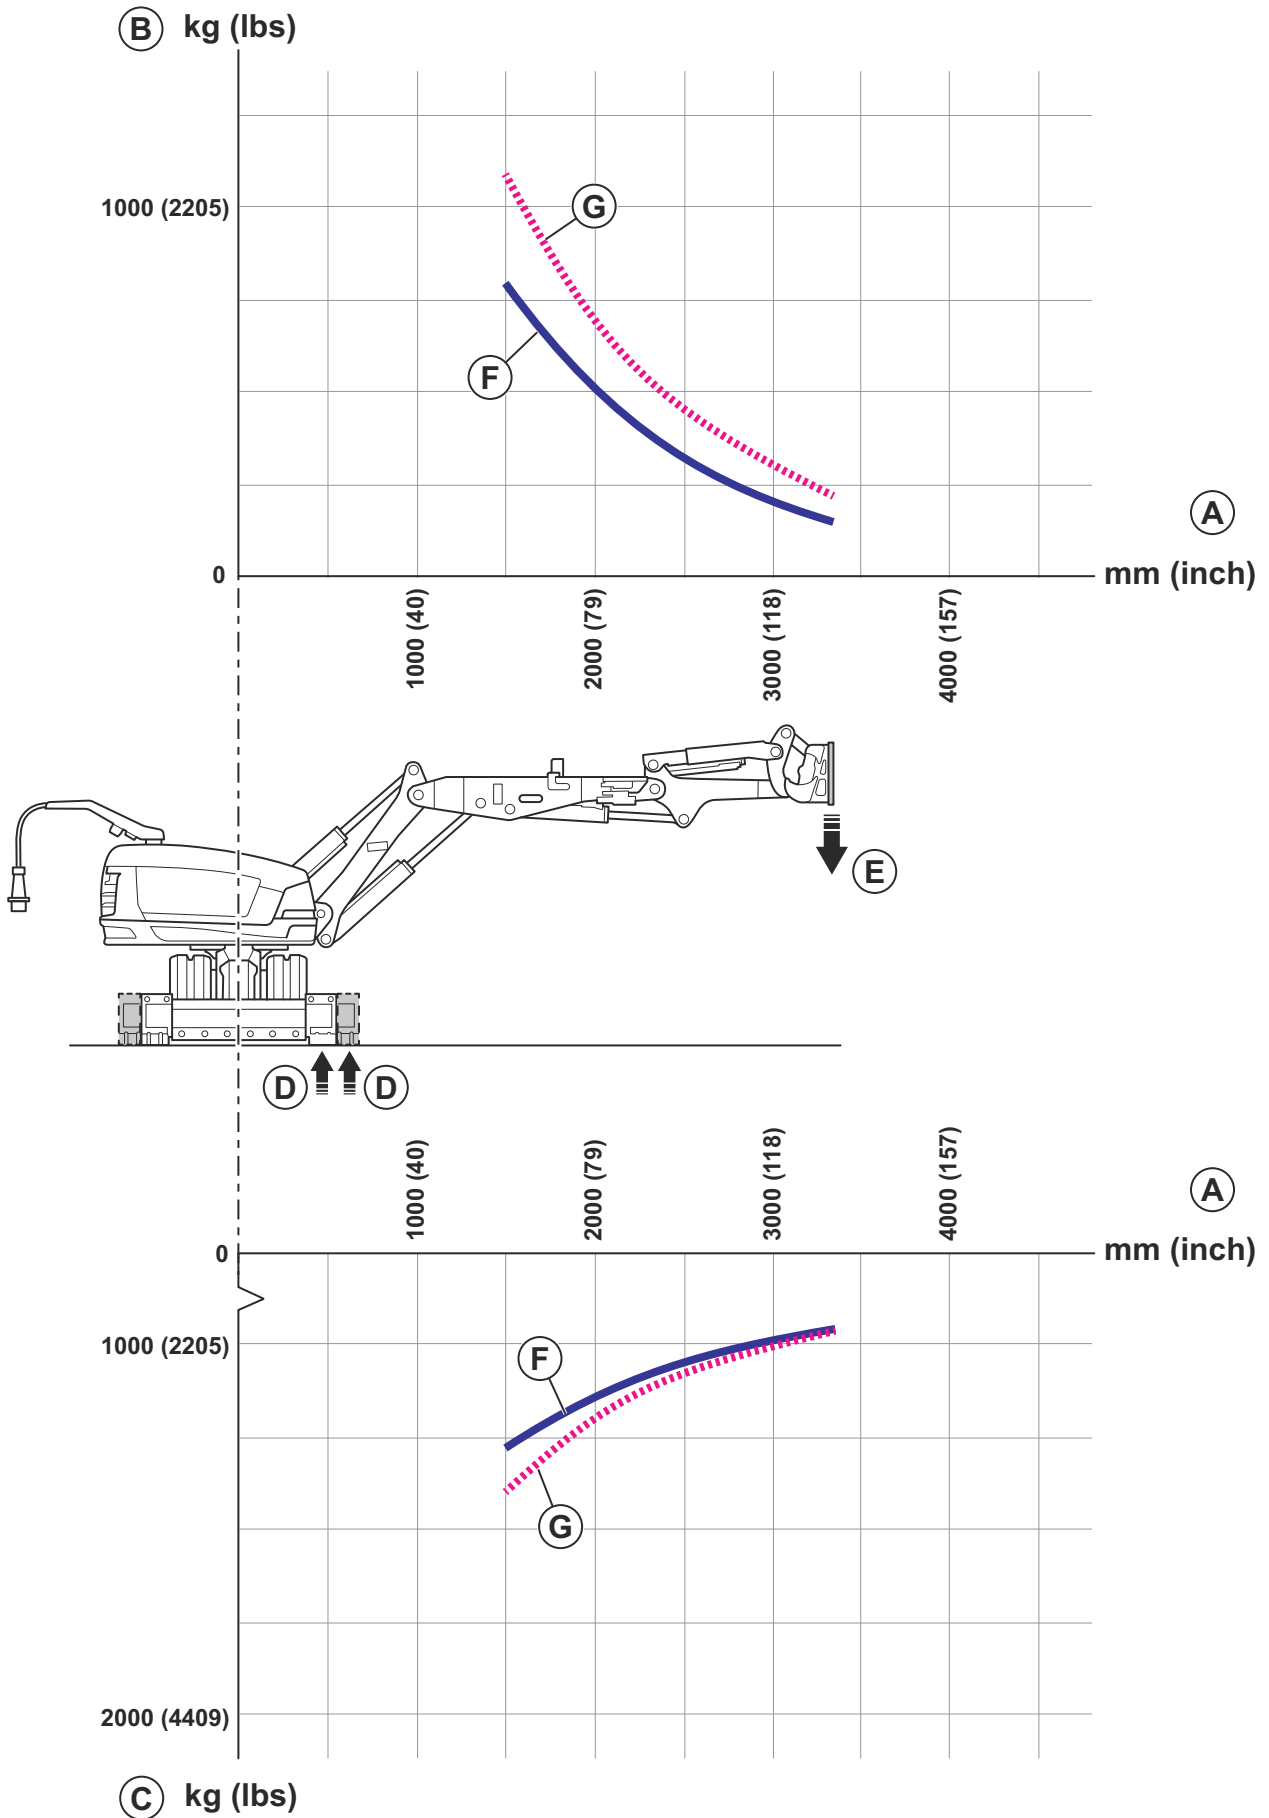 B kg (lbs)
1000 (2205)
G
F
A
0
mm (inch)
1000 (40)
2000 (79)
3000 (118)
4000 (157)
E
D
D
1000 (40)
2000 (79)
3000 (118)
4000 (157)
A
0
mm (inch)
1000 (2205)
F
G
2000 (4409)
C kg (lbs)